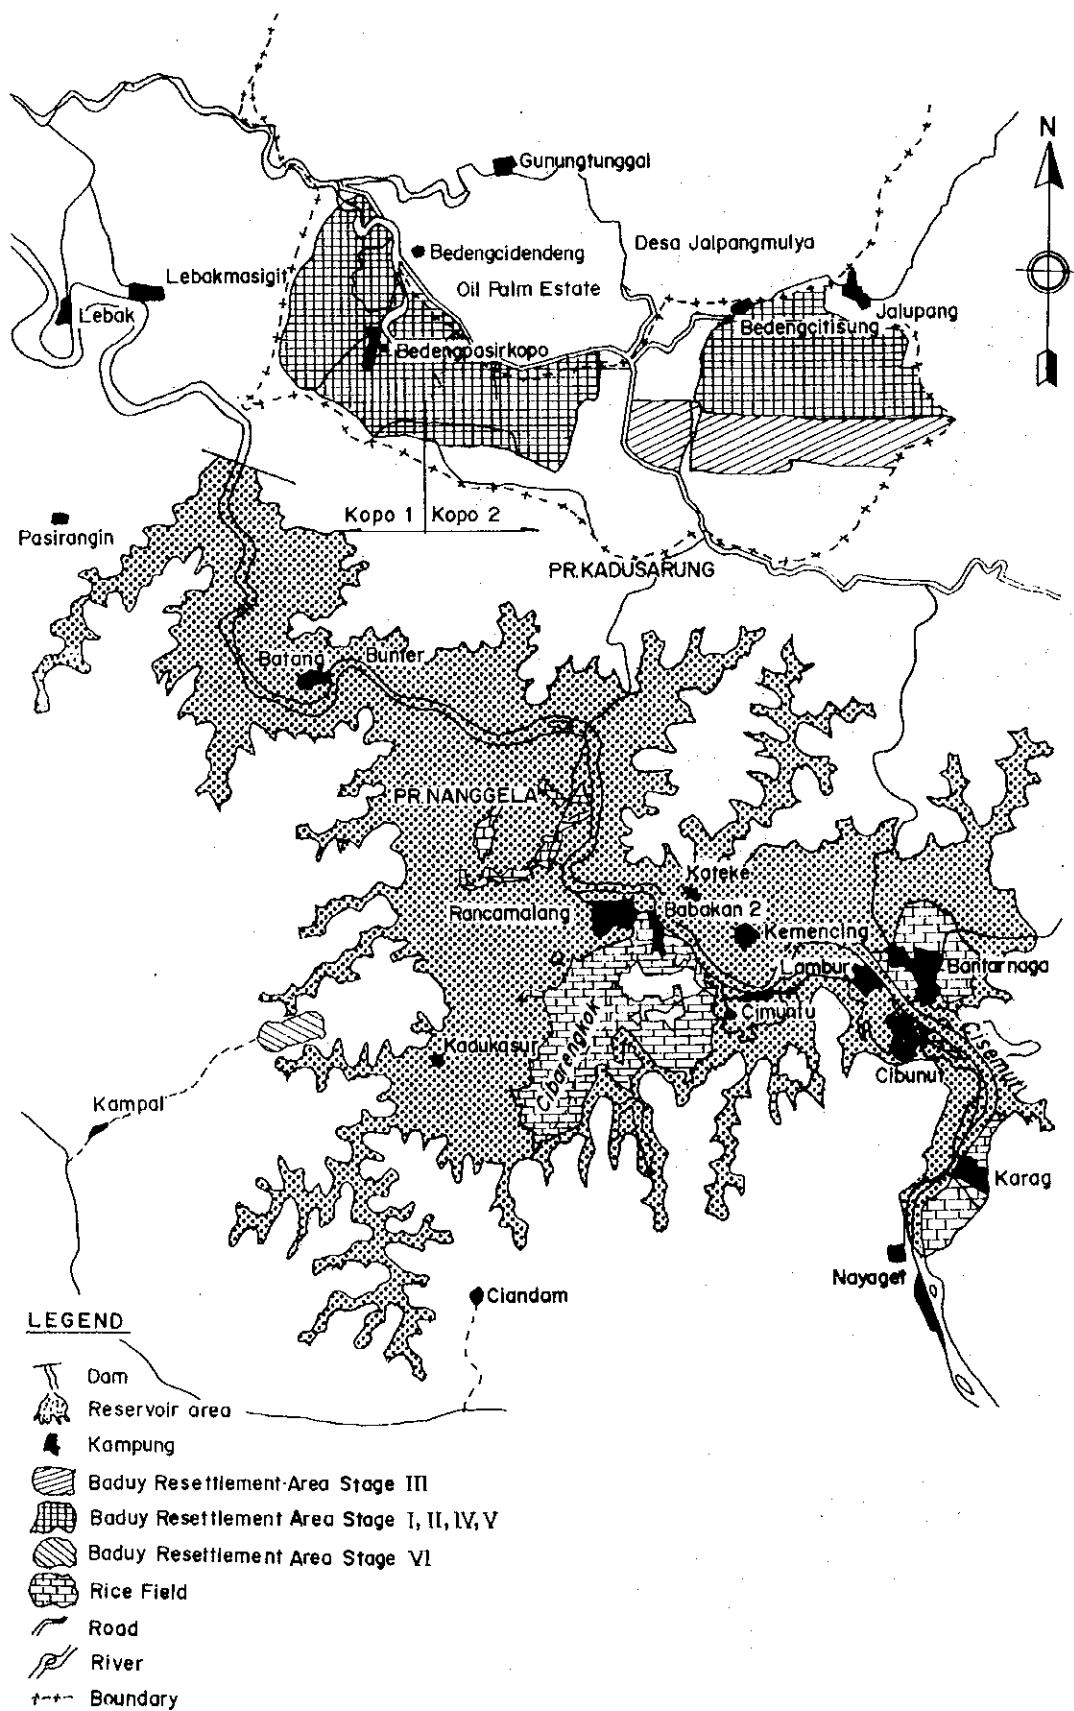 N
Gunungtunggal
Desa Jalpangmulya
Bedengcidendeng
Lebakmasigit
Oil Palm Estate
Lebak
Jalupang
Bedengcitisung
Bedengpasirkopo
Kopo 1 Kopo 2
Pasirangin
PR.KADUSARUNG
Batang Bunter
PR.NANGGELA
Kateke
Rancamalang
Babakan 2
Kemencing
Lambur
Bantarnaga
Cimuntu
Cisemut
Kadukasur
Cibarengkok
Cibunut
Kampal
Karag
Nayaget
Ciandam
LEGEND
Dam
Reservoir area
Kampung
Baduy Resettlement Area Stage III
Baduy Resettlement Area Stage I, II, IV, V
Baduy Resettlement Area Stage VI
Rice Field
Road
River
Boundary